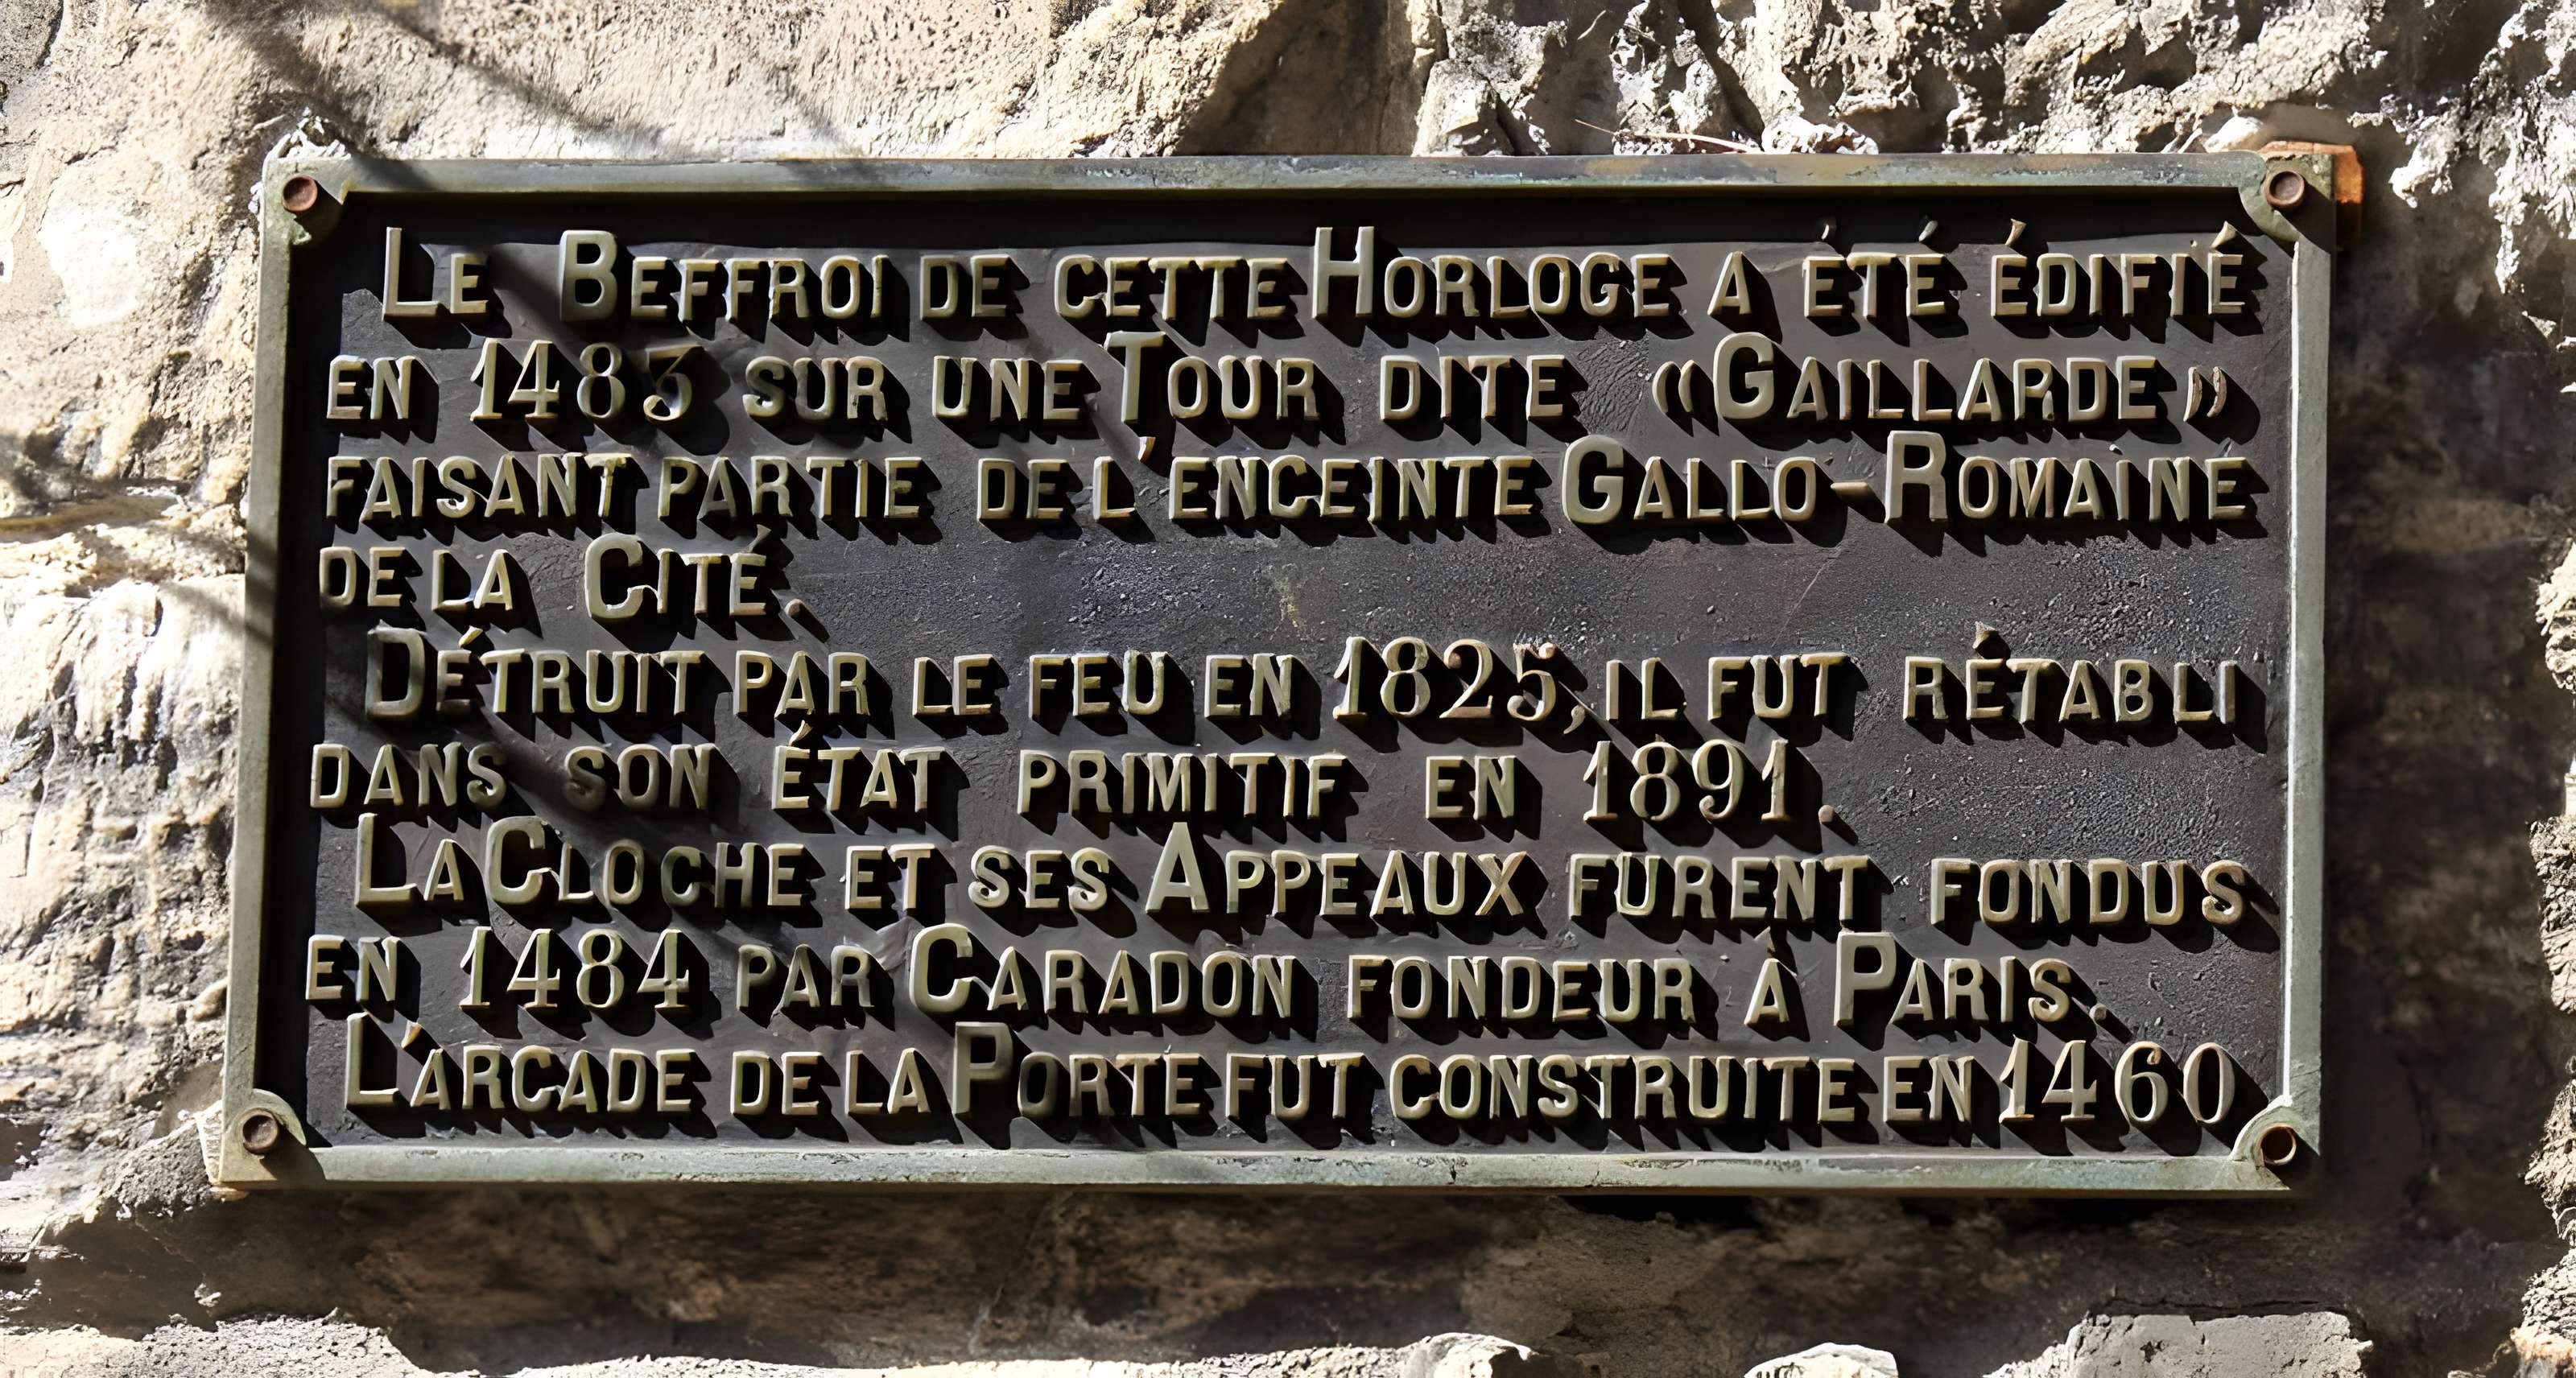 Le Beffroi de cette Horloge a été édifié
en 1483 sur une Tour dite «Gaillarde»
faisant partie de l'enceinte Gallo-Romaine
de la Cité.
Détruit par le feu en 1825, il fut rétabli
dans son état primitif en 1891.
La Cloche et ses Appeaux furent fondus
en 1484 par Caradon fondeur à Paris.
L'arcade de la Porte fut construite en 1460